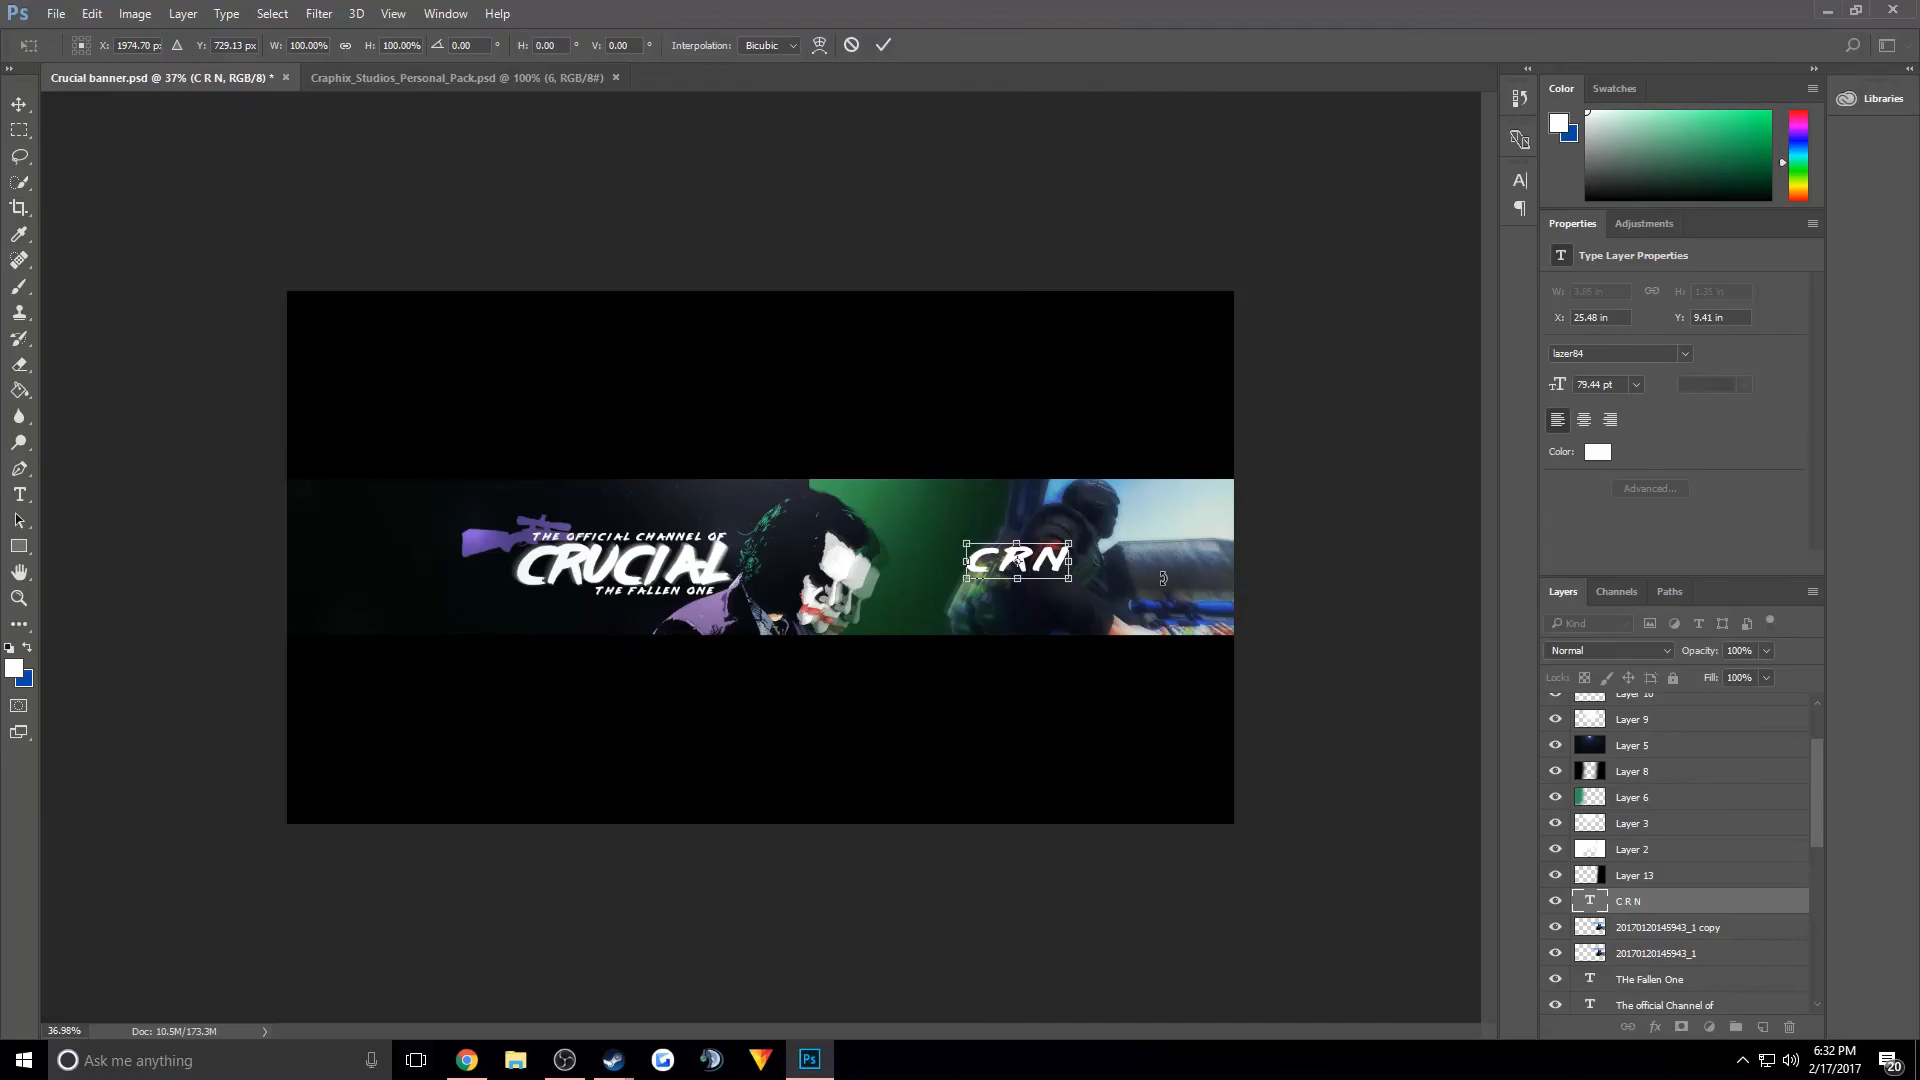 Ps File Edit Image Layer Type Select Filter 3D View Window Help
X: 1974.70 px Y: 729.13 px W: 100.00% H: 100.00% 0.00 ° H: 0.00 ° V: 0.00 ° Interpolation: Bicubic
Crucial banner.psd @ 37% (C R N, RGB/8) * × Craphix_Studios_Personal_Pack.psd @ 100% (6, RGB/8#) ×
Color Swatches
Libraries
Properties Adjustments
T Type Layer Properties
W: 3.85 in H: 1.35 in
X: 25.48 in Y: 9.41 in
lazer84
79.44 pt
Color:
Advanced...
THE OFFICIAL CHANNEL OF
CRUCIAL
THE FALLEN ONE
CRN
Layers Channels Paths
Kind
Normal Opacity: 100%
Lock: Fill: 100%
Layer 10
Layer 9
Layer 5
Layer 8
Layer 6
Layer 3
Layer 2
Layer 13
T C R N
20170120145943_1 copy
20170120145943_1
T THe Fallen One
T The official Channel of
fx
36.98% Doc: 10.5M/173.3M
Ask me anything
Ps
6:32 PM
2/17/2017
20